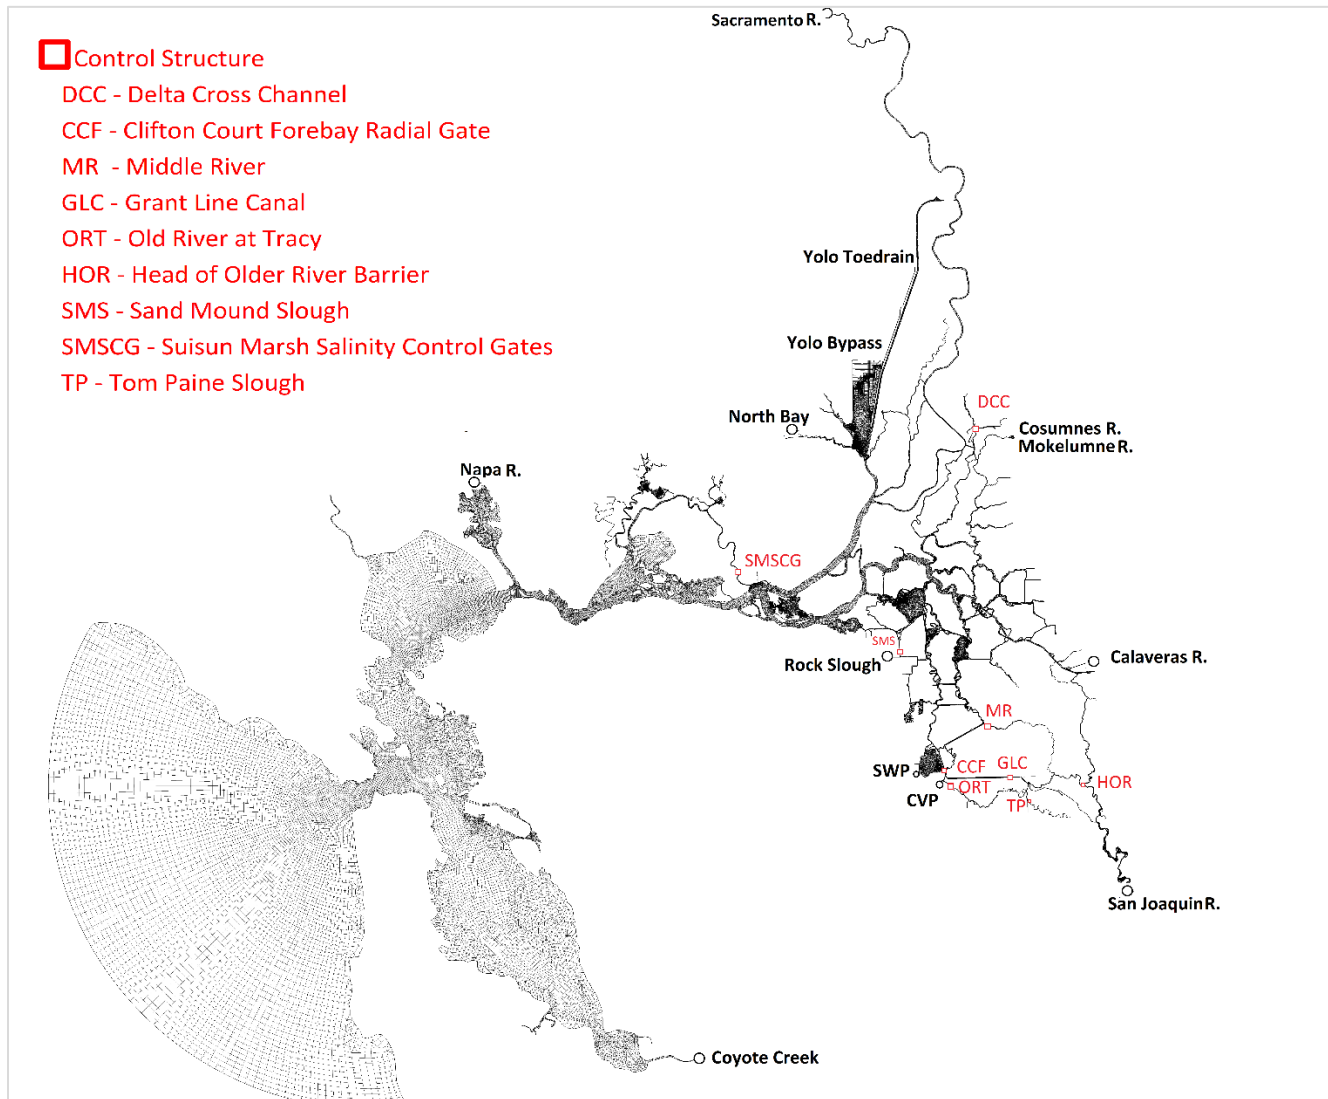 Sacramento R.
Control Structure
DCC - Delta Cross Channel
CCF - Clifton Court Forebay Radial Gate
MR - Middle River
GLC - Grant Line Canal
ORT - Old River at Tracy
HOR - Head of Older River Barrier
SMS - Sand Mound Slough
SMSCG - Suisun Marsh Salinity Control Gates
TP - Tom Paine Slough
Yolo Toedrain
Yolo Bypass
DCC
North Bay
Cosumnes R.
Mokelumne R.
Napa R.
SMSCG
SMS
Rock Slough
Calaveras R.
MR
SWP
CCF
GLC
HOR
CVP
ORT
TP
San Joaquin R.
Coyote Creek